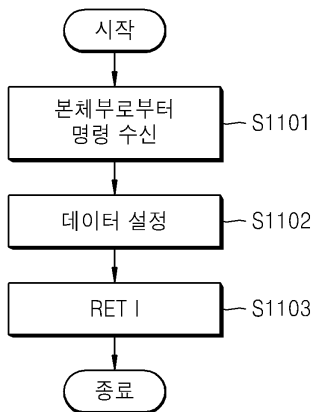 시작
본체부로부터
명령 수신
S1101
데이터 설정
S1102
RET I
S1103
종료